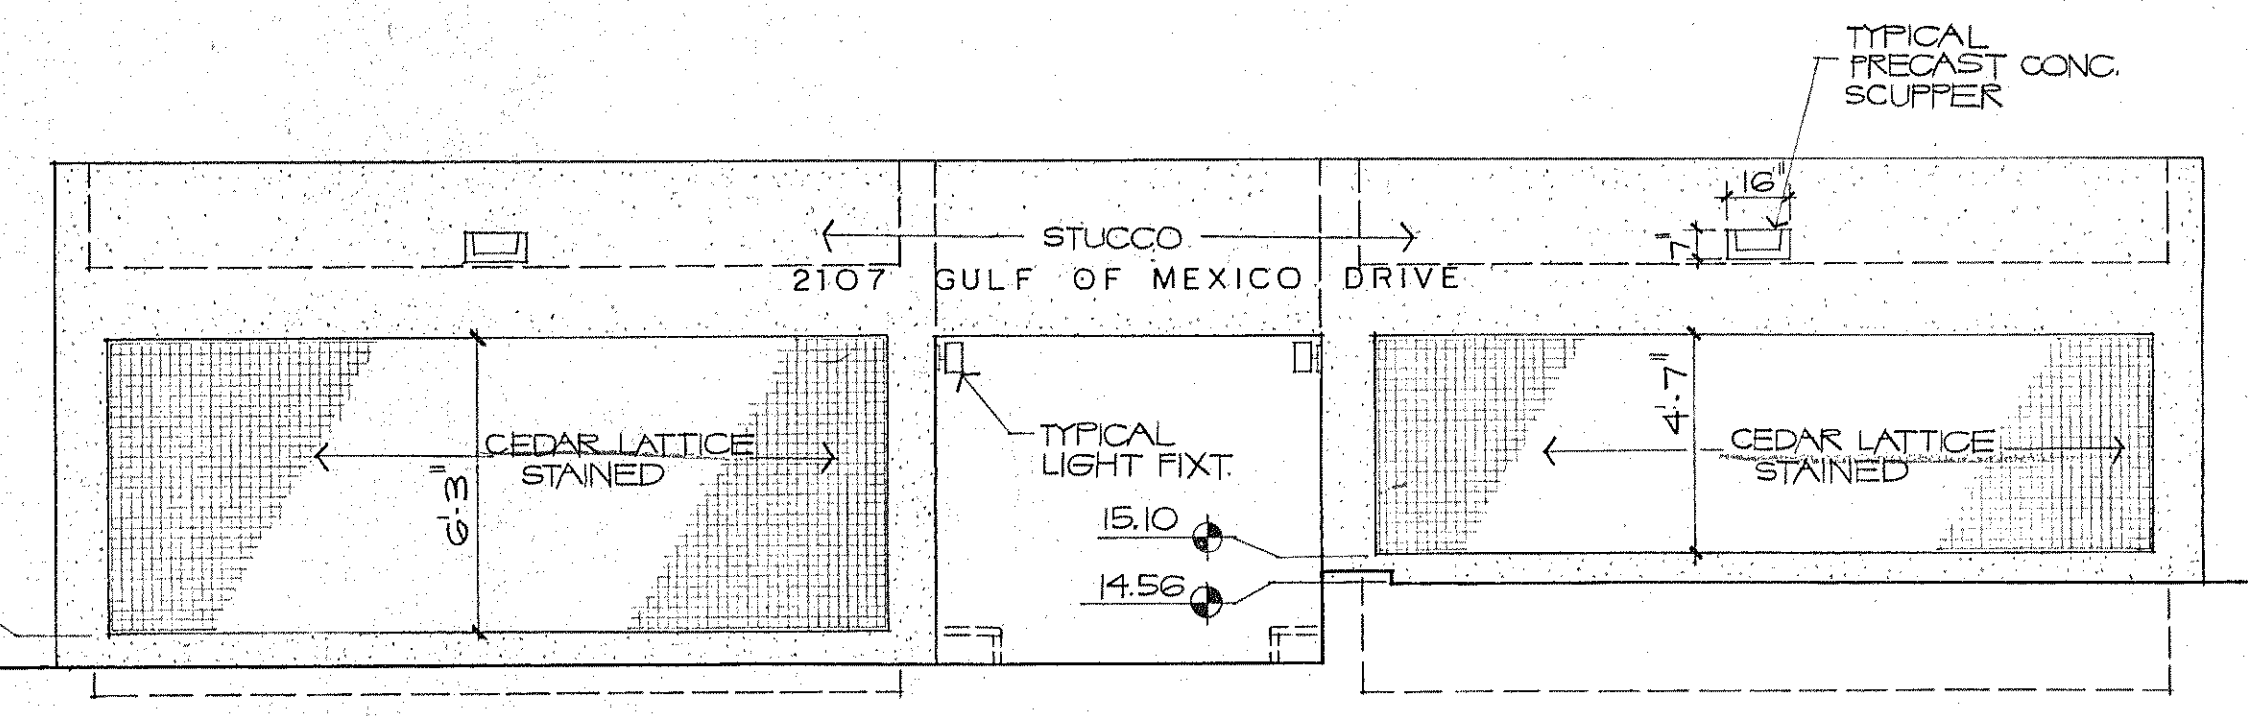 TYPICAL
PRECAST CONC.
SCUPPER
16"
7"
STUCCO
2107 GULF OF MEXICO DRIVE
CEDAR LATTICE
STAINED
6'-3"
TYPICAL
LIGHT FIXT.
15.10
14.56
4'-7"
CEDAR LATTICE
STAINED